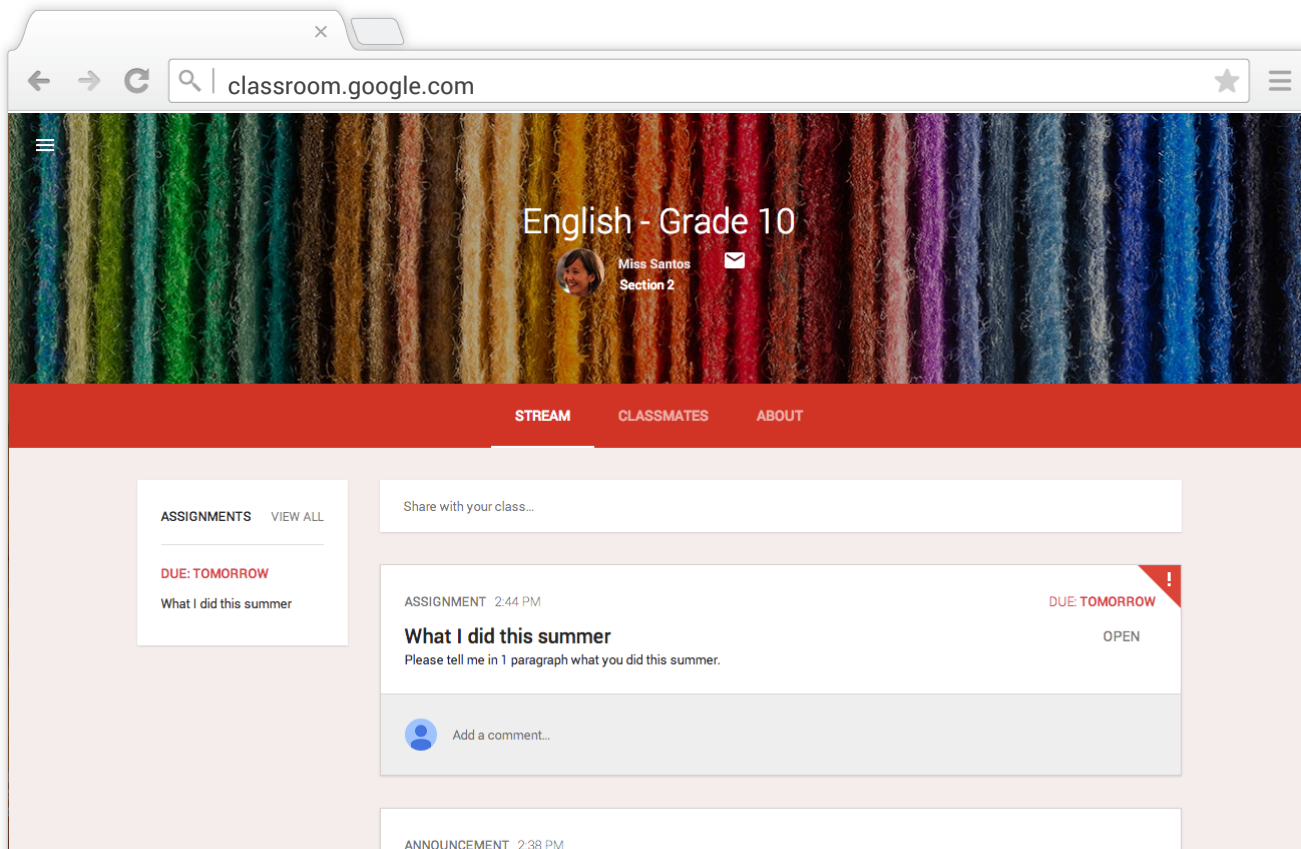 classroom.google.com
English - Grade 10
Miss Santos
Section 2
STREAM CLASSMATES ABOUT
ASSIGNMENTS VIEW ALL
DUE: TOMORROW
What I did this summer
Share with your class...
ASSIGNMENT 2:44 PM
DUE: TOMORROW
!
What I did this summer
OPEN
Please tell me in 1 paragraph what you did this summer.
Add a comment...
ANNOUNCEMENT 2:38 PM